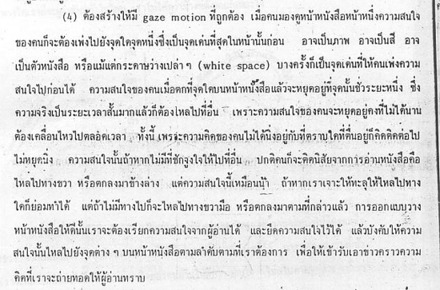 (4) ต้องสร้างให้มี gaze motion ที่ถูกต้อง เมื่อคนมองดูหน้าหนังสือหน้าหนึ่งความสนใจ
ของคนก็จะต้องเพ่งไปยังจุดใดจุดหนึ่งซึ่งเป็นจุดเด่นที่สุดในหน้านั้นก่อน อาจเป็นภาพ อาจเป็นสี อาจ
เป็นตัวหนังสือ หรือแม้แต่กระดาษว่างเปล่า ๆ (white space) บางครั้งก็เป็นจุดเด่นที่ให้คนเพ่งความ
สนใจไปก่อนได้ ความสนใจของคนเมื่อตกที่จุดใดบนหน้าหนังสือแล้วจะหยุดอยู่ที่จุดนั้นชั่วระยะหนึ่ง ซึ่ง
ความจริงเป็นระยะเวลาสั้นมากแล้วก็ต้องไหลไปที่อื่น เพราะความสนใจของคนจะหยุดอยู่คงที่ไม่ได้นาน
ต้องเคลื่อนไหวไปตลอดเวลา ทั้งนี้ เพราะความคิดของคนไม่ได้นิ่งอยู่กับที่ตราบใดที่ตื่นอยู่ก็คิดติดต่อไป
ไม่หยุดนิ่ง ความสนใจนั้นถ้าหากไม่มีที่ชักจูงใจให้ไปที่อื่น ปกติคนก็จะติดนิสัยจากการอ่านหนังสือคือ
ไหลไปทางขวา หรือตกลงมาข้างล่าง แต่ความสนใจนี้เหมือนน้ำ ถ้าหากเราเจาะให้ทะลุให้ไหลไปทาง
ใดก็ย่อมทำได้ แต่ถ้าไม่มีทางไปก็จะไหลไปทางขวามือ หรือตกลงมาตามที่กล่าวแล้ว การออกแบบวาง
หน้าหนังสือให้ดีนั้นเราจะต้องเรียกความสนใจจากผู้อ่านได้ และยึดความสนใจไว้ได้ แล้วบังคับให้ความ
สนใจนั้นไหลไปยังจุดต่าง ๆ บนหน้าหนังสือตามลำดับตามที่เราต้องการ เพื่อให้เข้ารับเอาข่าวคราวความ
คิดที่เราจะถ่ายทอดให้ผู้อ่านทราบ